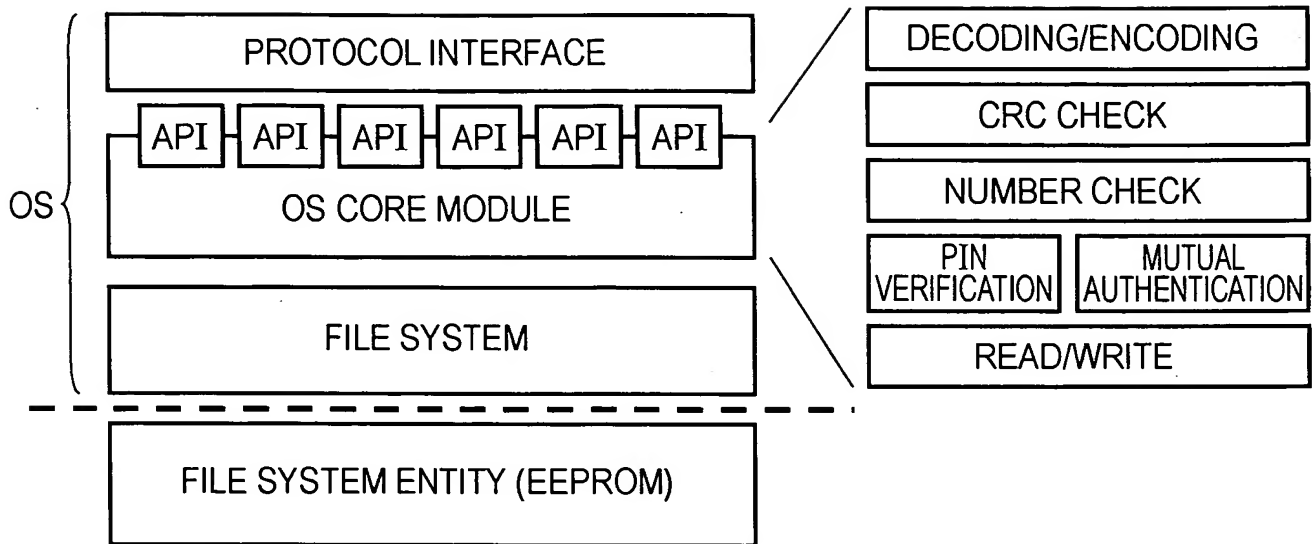 PROTOCOL INTERFACE
API API API API API API
OS CORE MODULE
OS
FILE SYSTEM
FILE SYSTEM ENTITY (EEPROM)
DECODING/ENCODING
CRC CHECK
NUMBER CHECK
PIN
VERIFICATION
MUTUAL
AUTHENTICATION
READ/WRITE